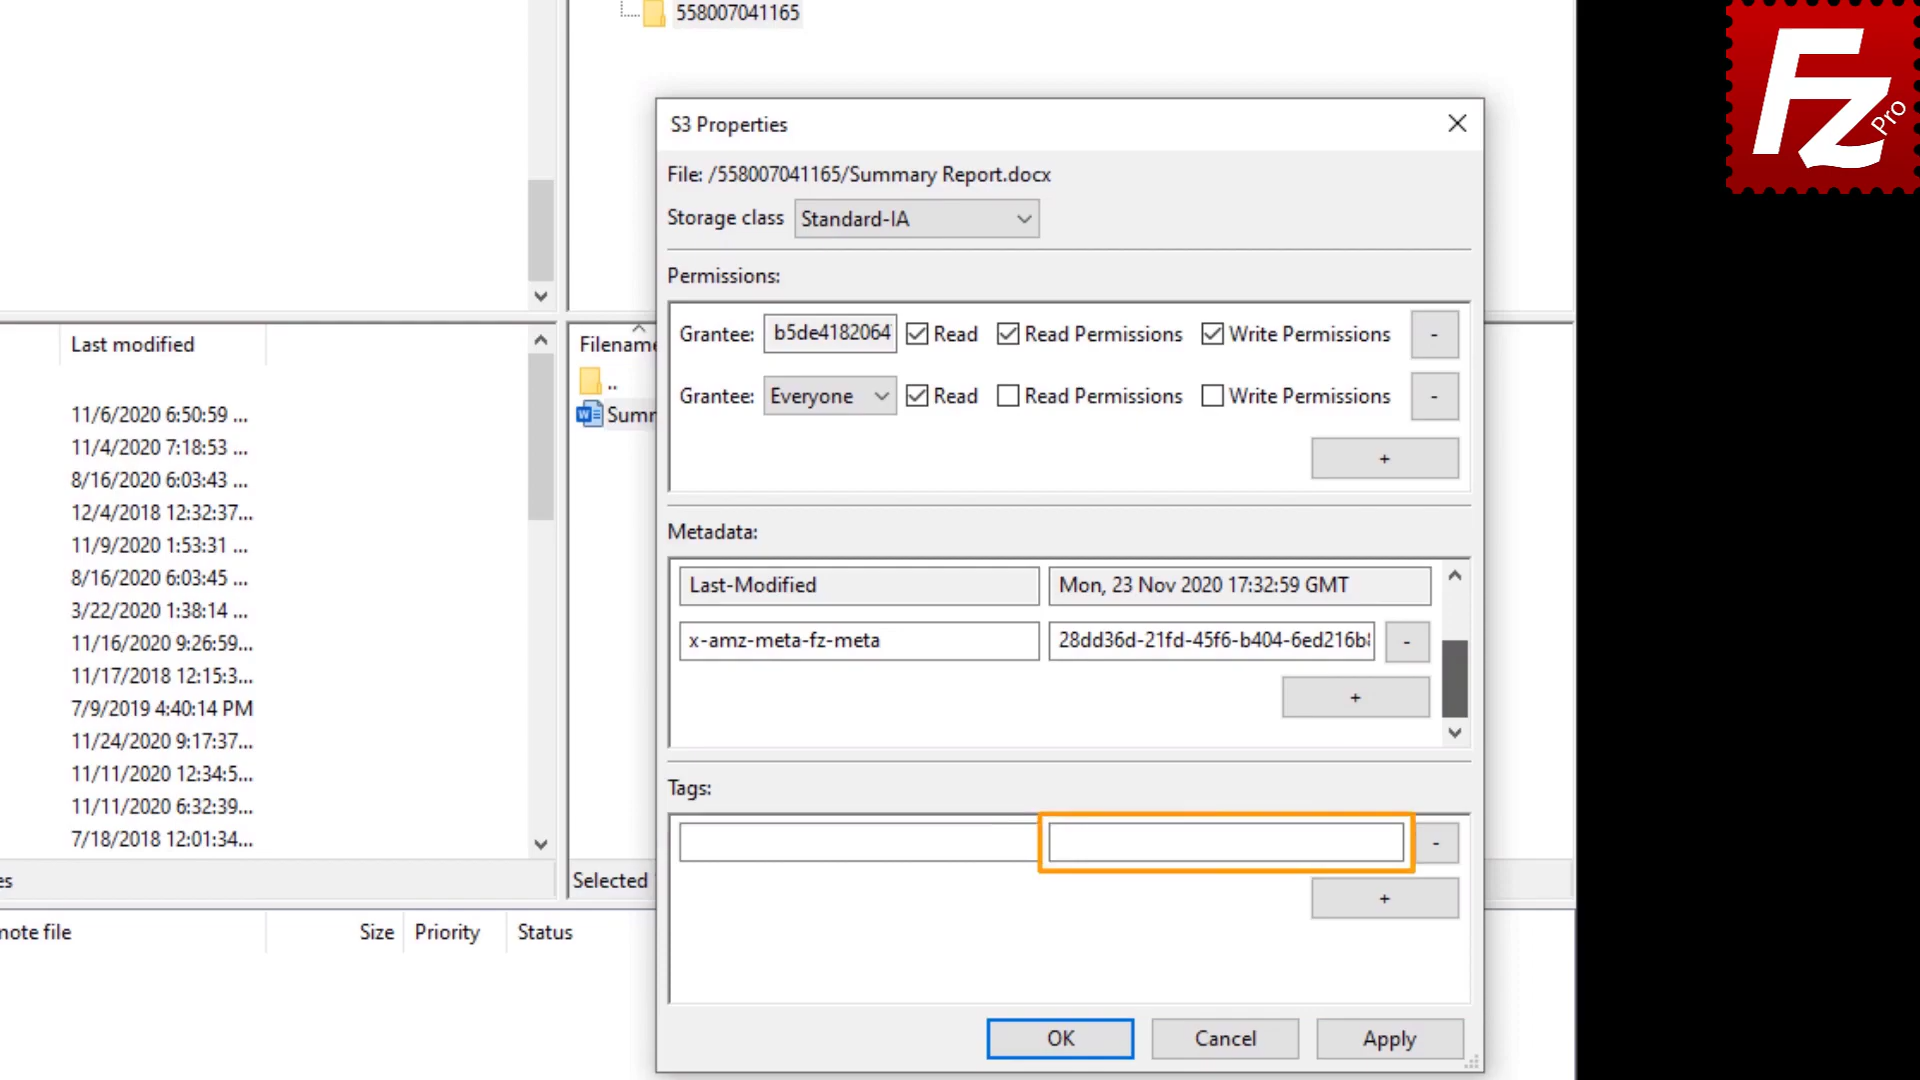 558007041165
Fz Pro
S3 Properties
File: /558007041165/Summary Report.docx
Storage class Standard-IA
Permissions:
Grantee: b5de4182064 Read Read Permissions Write Permissions -
Grantee: Everyone Read Read Permissions Write Permissions -
+
Metadata:
Last-Modified Mon, 23 Nov 2020 17:32:59 GMT
x-amz-meta-fz-meta 28dd36d-21fd-45f6-b404-6ed216b -
+
Tags:
-
+
OK Cancel Apply
Last modified
11/6/2020 6:50:59 ...
11/4/2020 7:18:53 ...
8/16/2020 6:03:43 ...
12/4/2018 12:32:37...
11/9/2020 1:53:31 ...
8/16/2020 6:03:45 ...
3/22/2020 1:38:14 ...
11/16/2020 9:26:59...
11/17/2018 12:15:3...
7/9/2019 4:40:14 PM
11/24/2020 9:17:37...
11/11/2020 12:34:5...
11/11/2020 6:32:39...
7/18/2018 12:01:34...
es
Filename
..
Summ
Selected
note file Size Priority Status